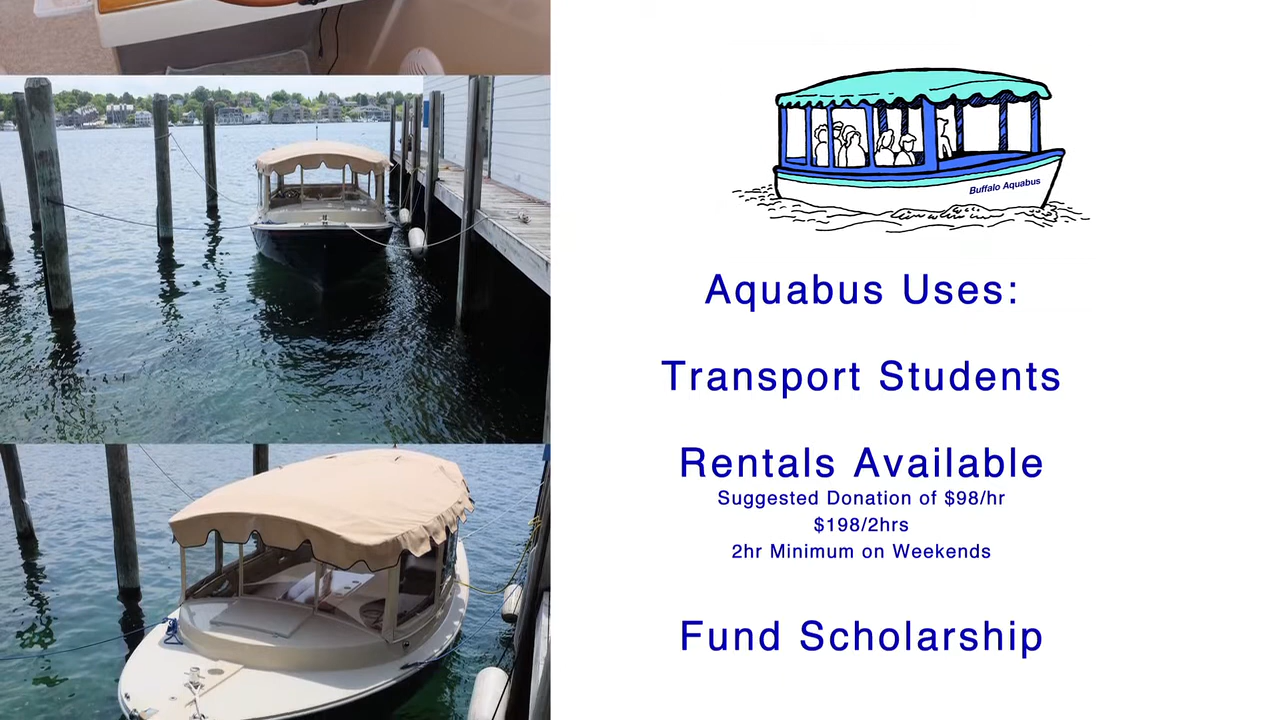 Buffalo Aquabus
Aquabus Uses:
Transport Students
Rentals Available
Suggested Donation of $98/hr
$198/2hrs
2hr Minimum on Weekends
Fund Scholarship